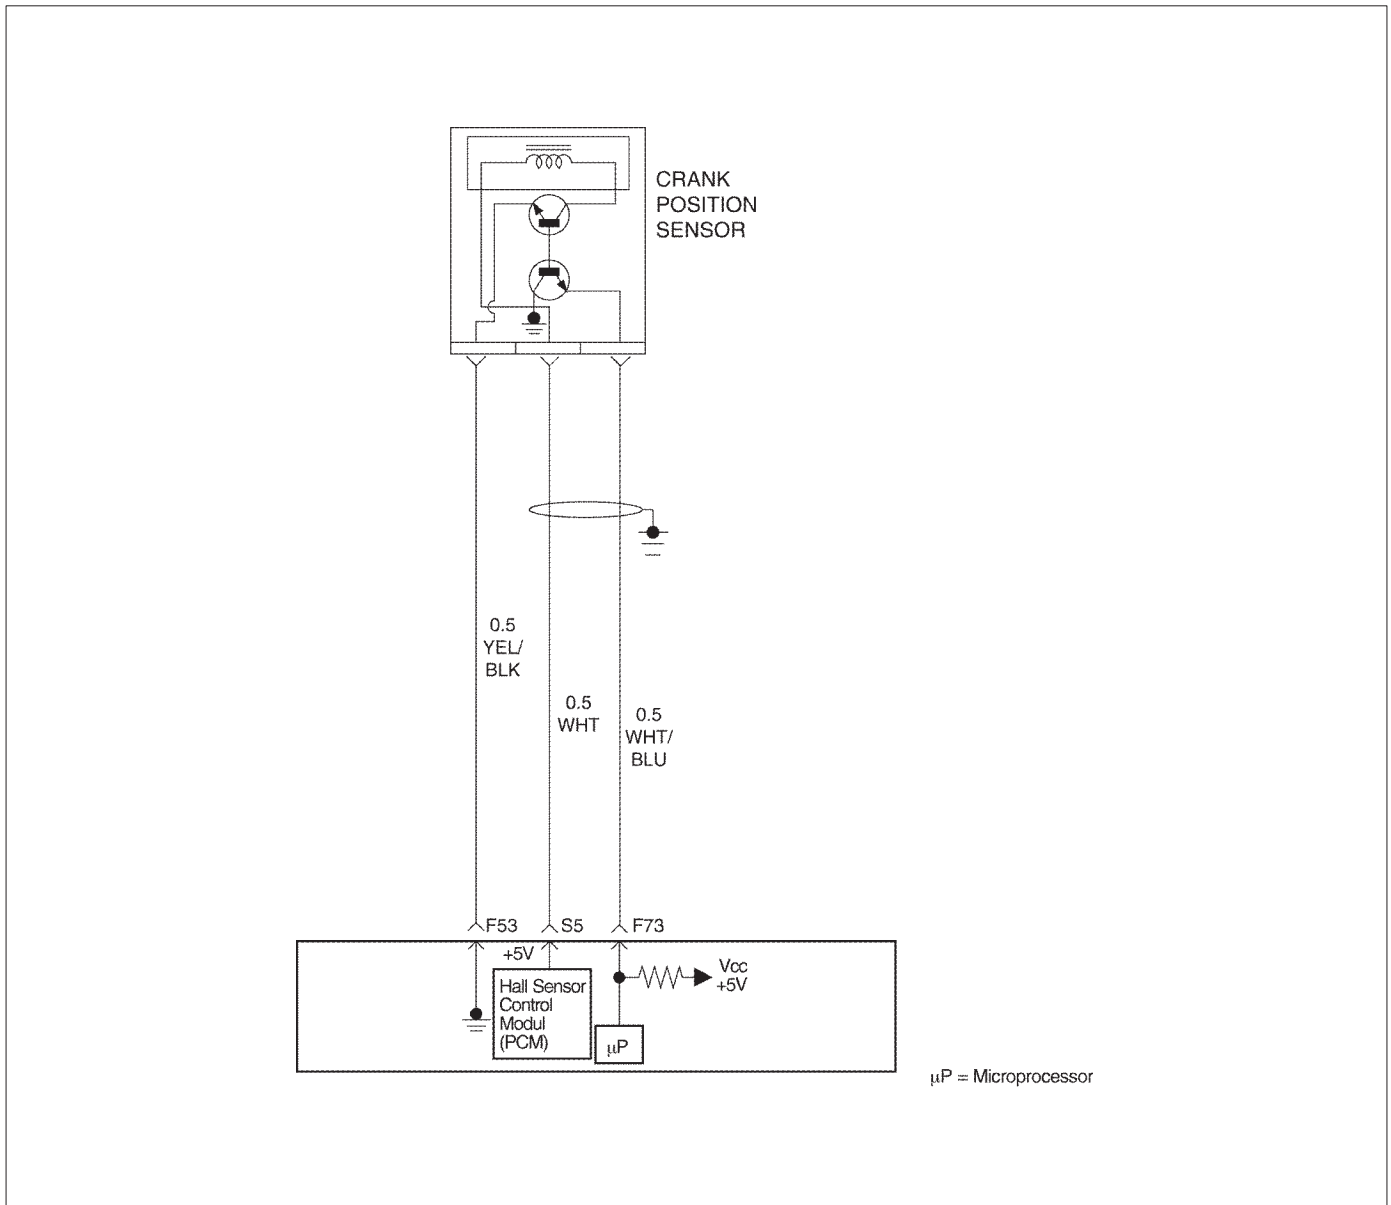 CRANK
POSITION
SENSOR
0.5
YEL/
BLK
0.5
WHT
0.5
WHT/
BLU
F53
S5
F73
+5V
Hall Sensor
Control
Modul
(PCM)
Vcc
+5V
µP
µP = Microprocessor